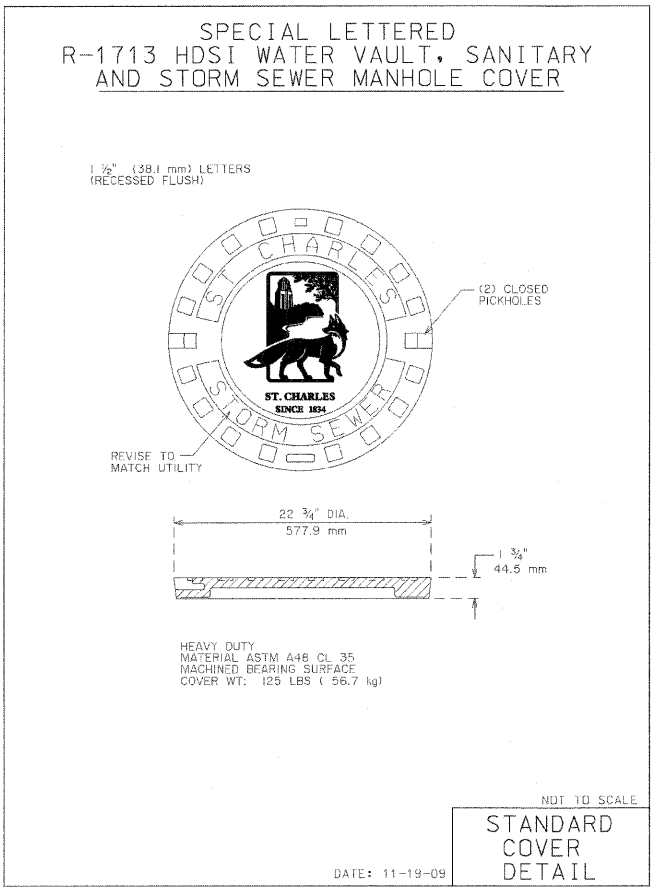 SPECIAL LETTERED
R-1713 HDSI WATER VAULT, SANITARY
AND STORM SEWER MANHOLE COVER
1 ½" (38.1 mm) LETTERS
(RECESSED FLUSH)
ST CHARLES
(2) CLOSED
PICKHOLES
ST. CHARLES
SINCE 1834
STORM SEWER
REVISE TO
MATCH UTILITY
22 ¾" DIA.
577.9 mm
1 ¾"
44.5 mm
HEAVY DUTY
MATERIAL ASTM A48 CL 35
MACHINED BEARING SURFACE
COVER WT: 125 LBS ( 56.7 kg)
NOT TO SCALE
STANDARD
COVER
DETAIL
DATE: 11-19-09